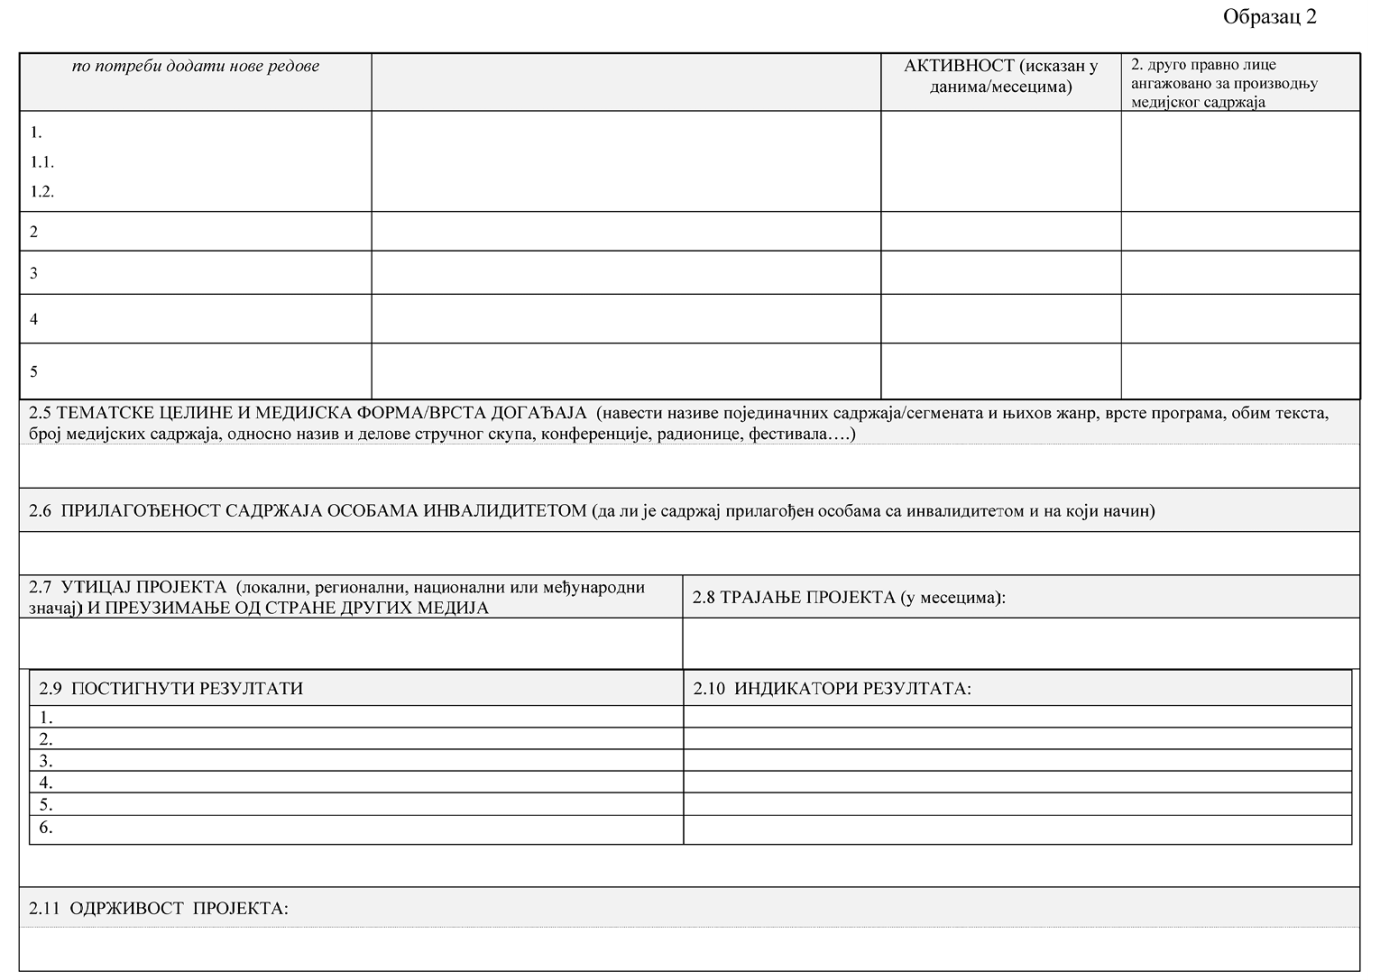 Образац 2
по потреби додати нове редове
АКТИВНОСТ (исказан у
данима/месецима)
2. друго правно лице
ангажовано за производњу
медијског садржаја
1.
1.1.
1.2.
2
3
4
5
2.5 ТЕМАТСКЕ ЦЕЛИНЕ И МЕДИЈСКА ФОРМА/ВРСТА ДОГАЂАЈА (навести називе појединачних садржаја/сегмената и њихов жанр, врсте програма, обим текста,
број медијских садржаја, односно назив и делове стручног скупа, конференције, радионице, фестивала….)
2.6 ПРИЛАГОЂЕНОСТ САДРЖАЈА ОСОБАМА ИНВАЛИДИТЕТОМ (да ли је садржај прилагођен особама са инвалидитетом и на који начин)
2.7 УТИЦАЈ ПРОЈЕКТА (локални, регионални, национални или међународни
значај) И ПРЕУЗИМАЊЕ ОД СТРАНЕ ДРУГИХ МЕДИЈА
2.8 ТРАЈАЊЕ ПРОЈЕКТА (у месецима):
2.9 ПОСТИГНУТИ РЕЗУЛТАТИ
2.10 ИНДИКАТОРИ РЕЗУЛТАТА:
1.
2.
3.
4.
5.
6.
2.11 ОДРЖИВОСТ ПРОЈЕКТА: